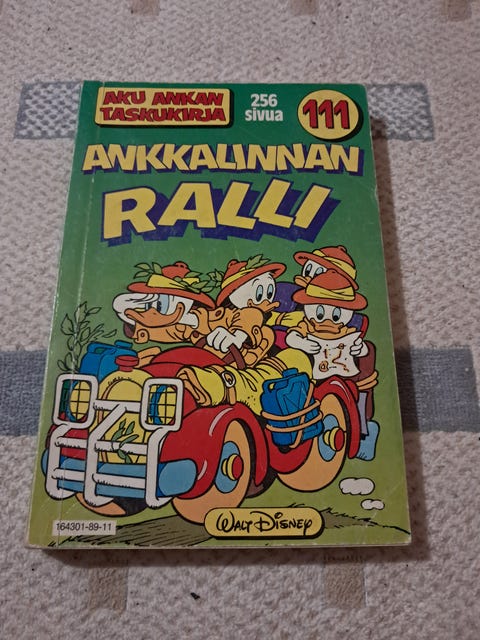 AKU ANKAN
TASKUKIRJA
256
sivua
111
ANKKALINNAN
RALLI
164301-89-11
WALT DISNEY